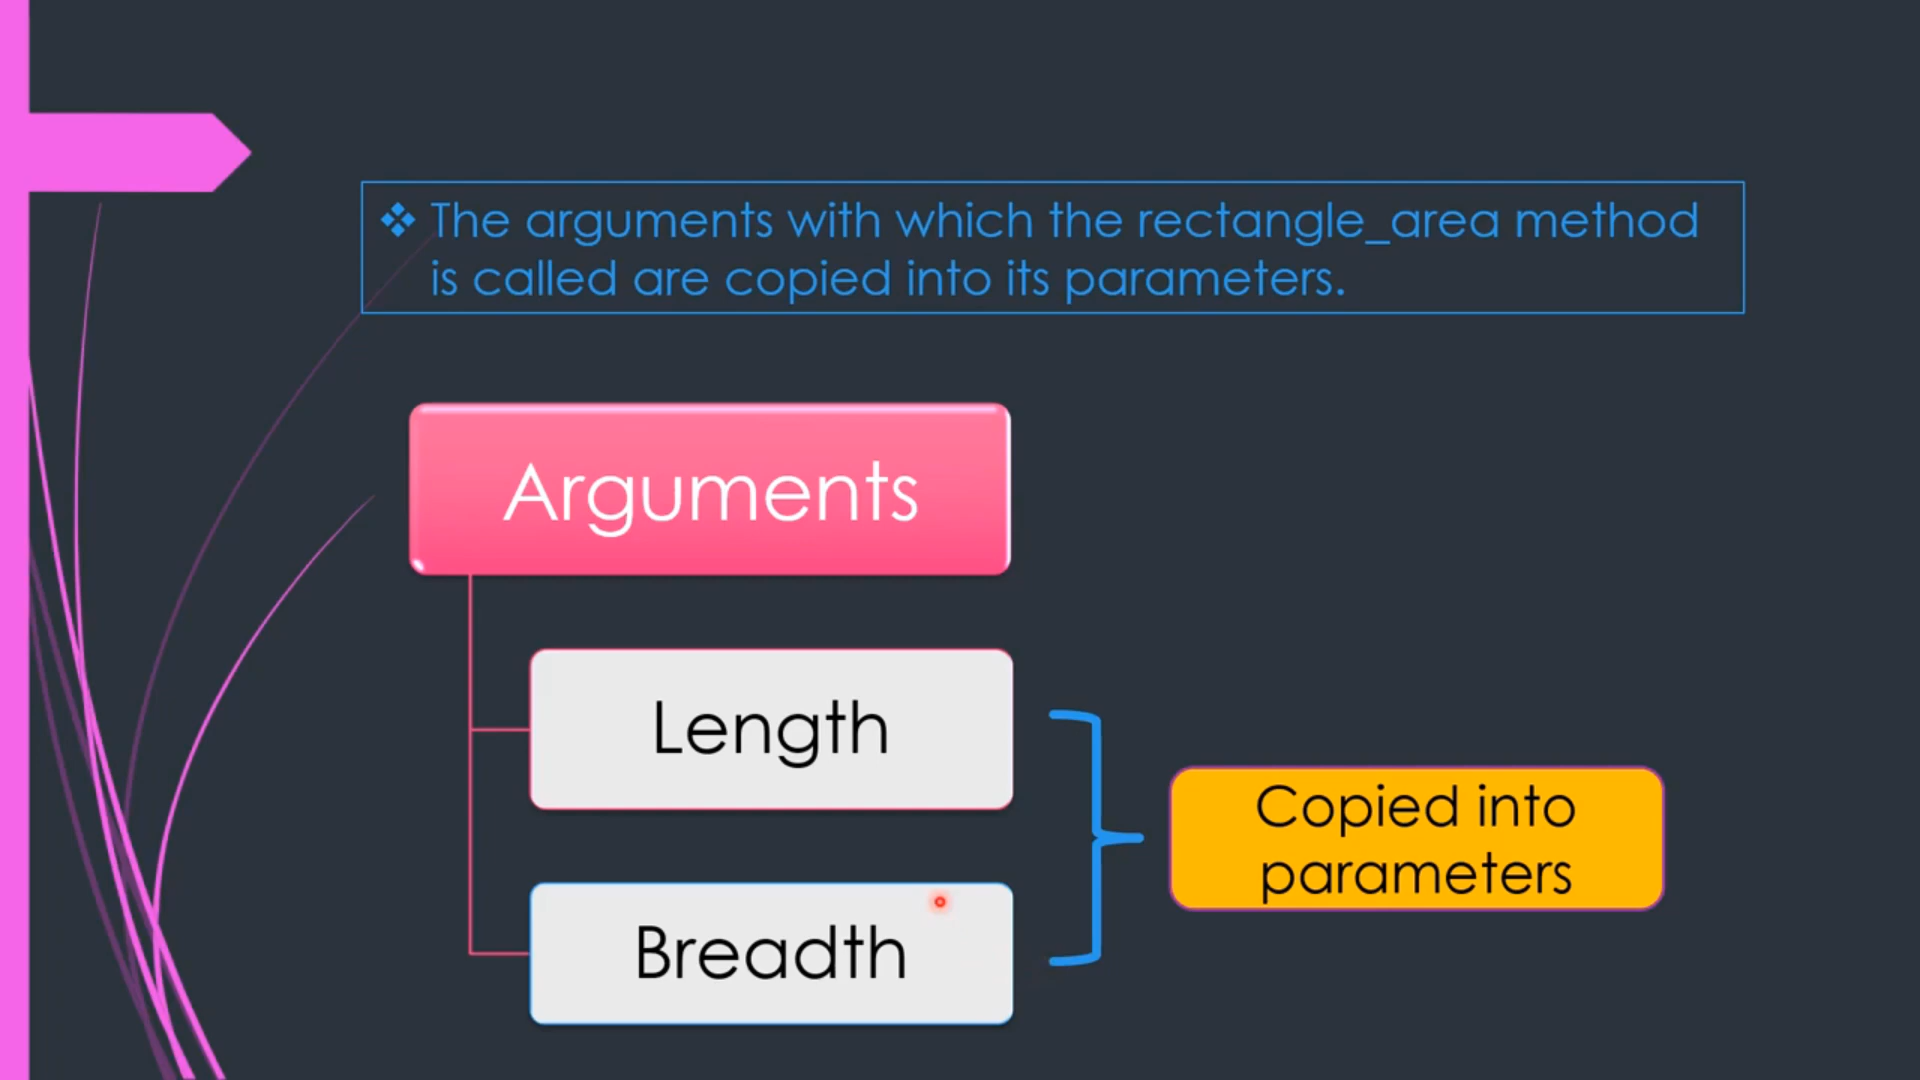 The arguments with which the rectangle_area method
is called are copied into its parameters.
Arguments
Length
Breadth
Copied into
parameters